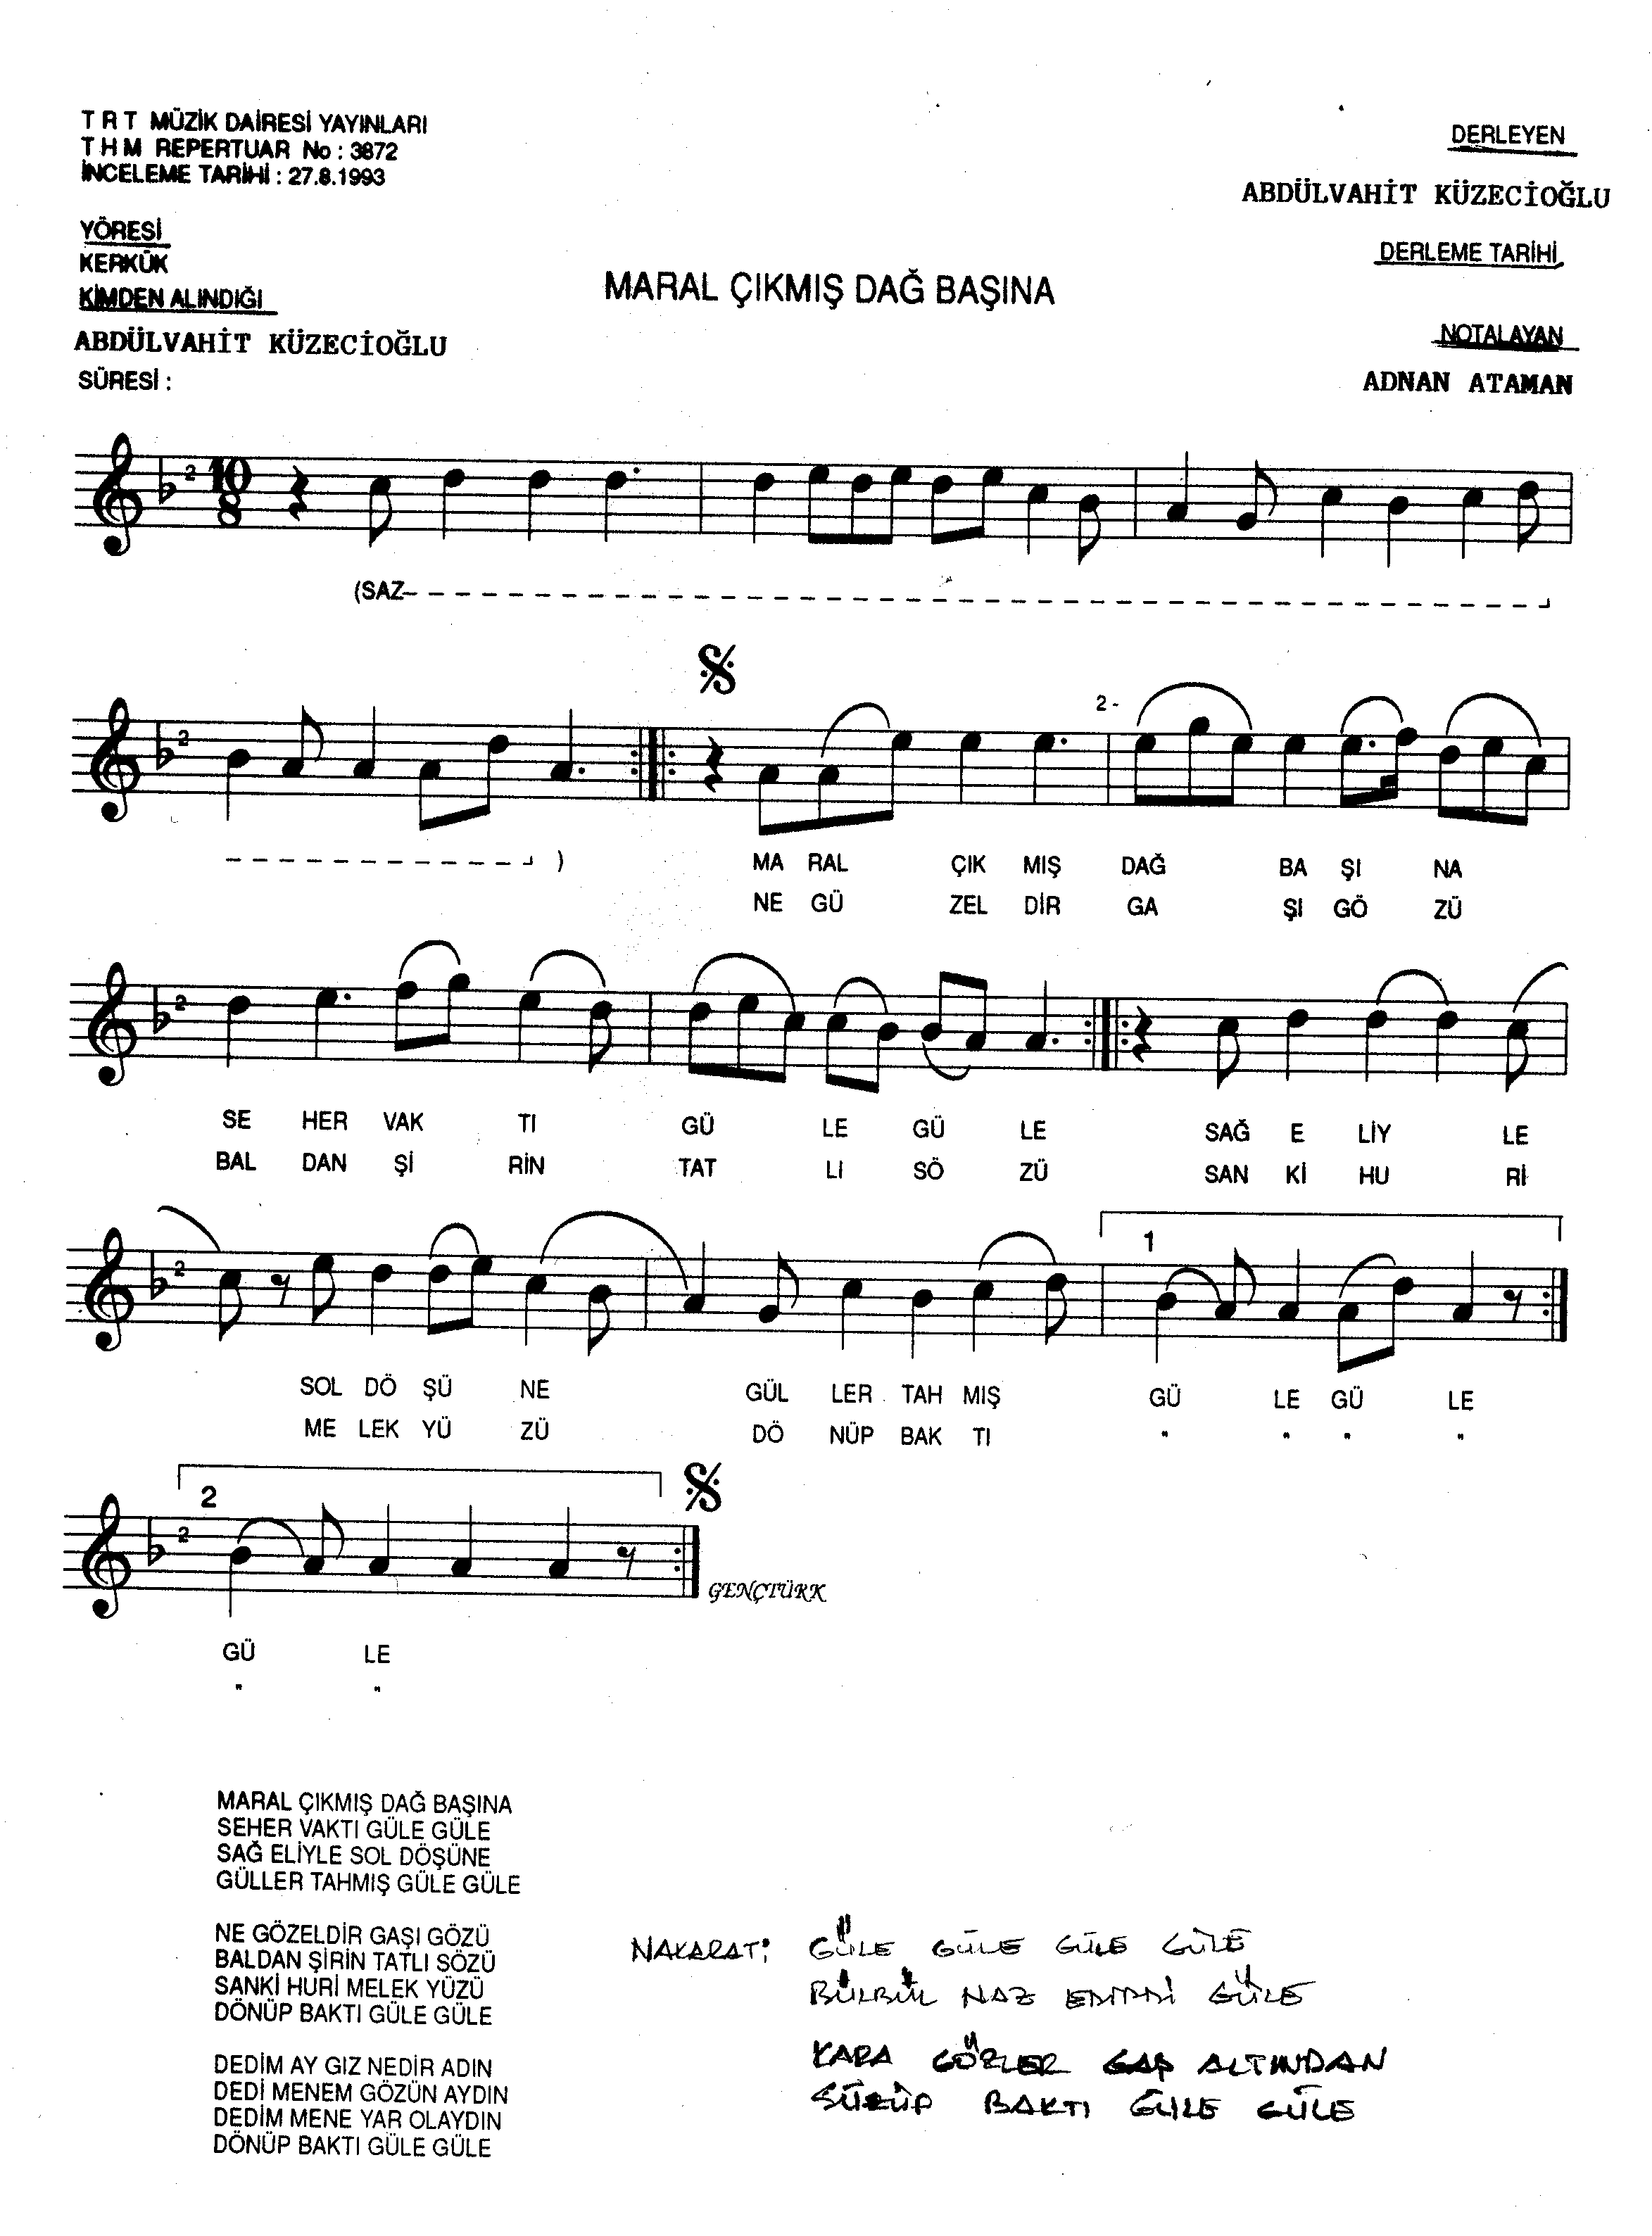 T R T MÜZİK DAİRESİ YAYINLARI
T H M REPERTUAR No : 3872
İNCELEME TARİHİ : 27.8.1993
DERLEYEN
ABDÜLVAHİT KÜZECİOĞLU
YÖRESİ
KERKÜK
DERLEME TARİHİ
KİMDEN ALINDIĞI
MARAL ÇIKMIŞ DAĞ BAŞINA
ABDÜLVAHİT KÜZECİOĞLU
NOTALAYAN
SÜRESİ :
ADNAN ATAMAN
2 10 8
(SAZ
2
2 -
)
MA RAL ÇIK MIŞ DAĞ BA ŞI NA
NE GÜ ZEL DİR GA ŞI GÖ ZÜ
2
SE HER VAK TI GÜ LE GÜ LE SAĞ E LİY LE
BAL DAN Şİ RİN TAT LI SÖ ZÜ SAN Kİ HU Rİ
2
1
SOL DÖ ŞÜ NE GÜL LER TAH MIŞ GÜ LE GÜ LE
ME LEK YÜ ZÜ DÖ NÜP BAK TI " " " "
2
2
GENÇTÜRK
GÜ LE
" "
MARAL ÇIKMIŞ DAĞ BAŞINA
SEHER VAKTI GÜLE GÜLE
SAĞ ELİYLE SOL DÖŞÜNE
GÜLLER TAHMIŞ GÜLE GÜLE
NE GÖZELDİR GAŞI GÖZÜ
BALDAN ŞİRİN TATLI SÖZÜ
SANKİ HURİ MELEK YÜZÜ
DÖNÜP BAKTI GÜLE GÜLE
DEDİM AY GIZ NEDİR ADIN
DEDİ MENEM GÖZÜN AYDIN
DEDİM MENE YAR OLAYDIN
DÖNÜP BAKTI GÜLE GÜLE
NAKARAT: GÜLE GÜLE GÜLE GÜLE
BÜLBÜL NAZ GÜLE
KARA GÖZLER GAŞ ALTINDAN
SÜZÜP BAKTI GÜLE GÜLE